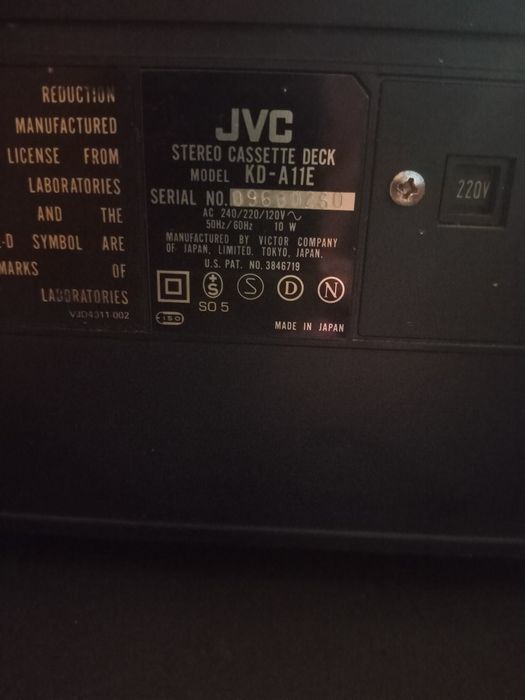 REDUCTION
MANUFACTURED
LICENSE FROM
LABORATORIES
AND THE
-D SYMBOL ARE
MARKS OF
LABORATORIES
V3D4311-002
JVC
STEREO CASSETTE DECK
MODEL KD-A11E
SERIAL NO.
AC 240/220/120V~
50Hz/60Hz 10 W
MANUFACTURED BY VICTOR COMPANY
OF JAPAN, LIMITED. TOKYO, JAPAN.
U.S. PAT. NO. 3846719
S S D N
SO 5
ISO
MADE IN JAPAN
220V